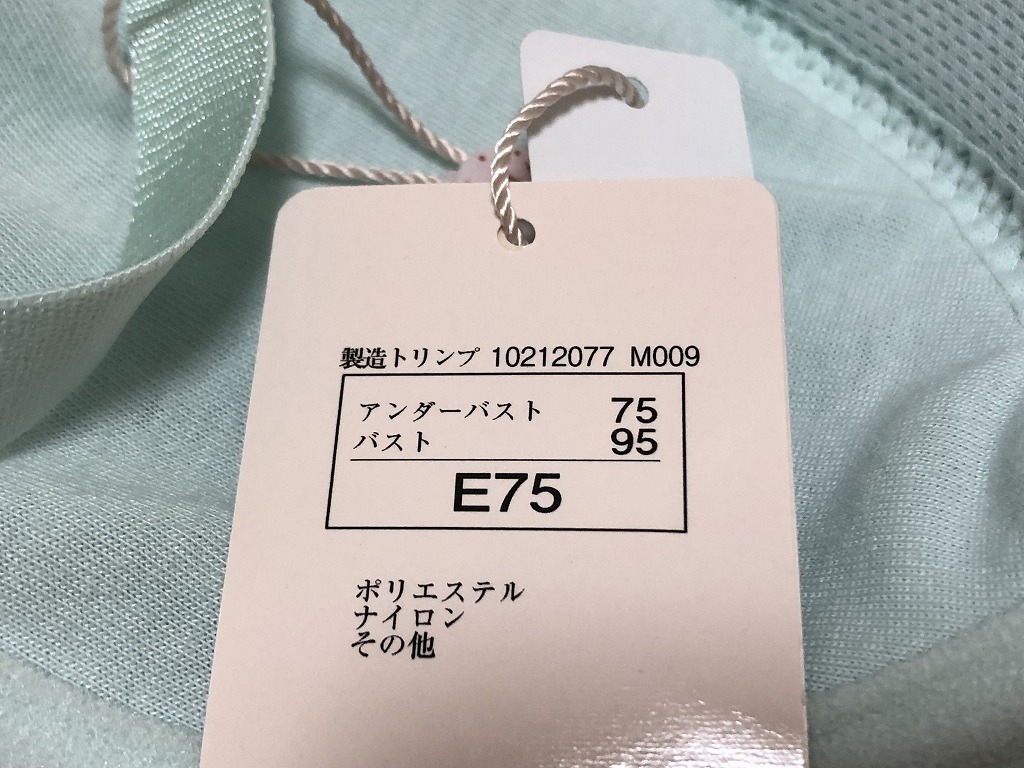 製造トリンプ 10212077 M009
アンダーバスト 75
バスト 95
E75
ポリエステル
ナイロン
その他